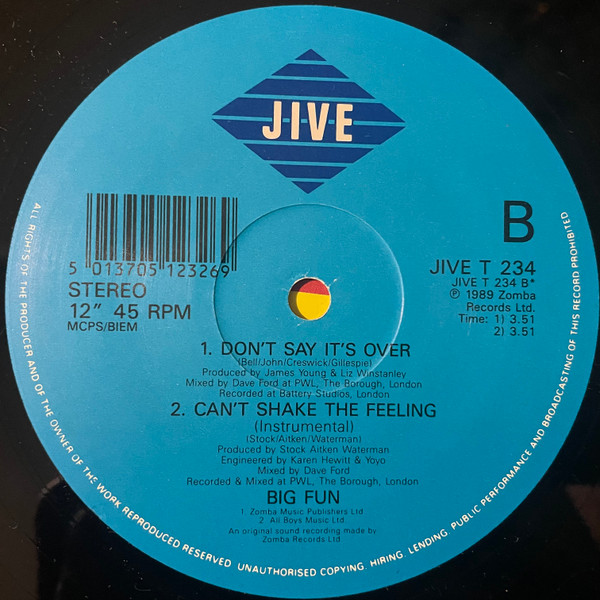 JIVE
B
5 013705 123269
STEREO
12" 45 RPM
MCPS/BIEM
JIVE T 234
JIVE T 234 B*
℗ 1989 Zomba
Records Ltd.
Time: 1) 3.51
2) 3.51
1. DON'T SAY IT'S OVER
(Bell/John/Creswick/Gillespie)
Produced by James Young & Liz Winstanley
Mixed by Dave Ford at PWL, The Borough, London
Recorded at Battery Studios, London
2. CAN'T SHAKE THE FEELING
(Instrumental)
(Stock/Aitken/Waterman)
Produced by Stock Aitken Waterman
Engineered by Karen Hewitt & Yoyo
Mixed by Dave Ford
Recorded & Mixed at PWL, The Borough, London
BIG FUN
1. Zomba Music Publishers Ltd
2. All Boys Music Ltd.
An original sound recording made by
Zomba Records Ltd
ALL RIGHTS OF THE PRODUCER AND OF THE OWNER OF THE WORK REPRODUCED RESERVED. UNAUTHORISED COPYING, HIRING, LENDING, PUBLIC PERFORMANCE AND BROADCASTING OF THIS RECORD PROHIBITED